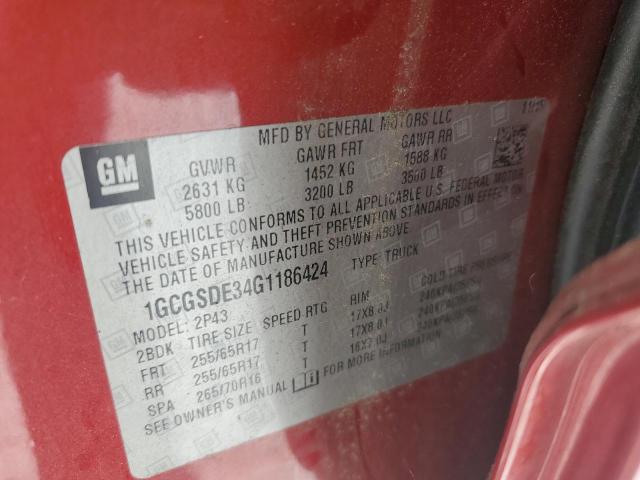 MFD BY GENERAL MOTORS LLC
GM
GVWR GAWR FRT GAWR RR
2631 KG 1452 KG 1588 KG
5800 LB 3200 LB 3500 LB
THIS VEHICLE CONFORMS TO ALL APPLICABLE U.S. FEDERAL MOTOR
VEHICLE SAFETY AND THEFT PREVENTION STANDARDS IN EFFECT ON
THE DATE OF MANUFACTURE SHOWN ABOVE
1GCGSDE34G1186424 TYPE: TRUCK
MODEL: 2P43
2BDK TIRE SIZE SPEED RTG RIM COLD TIRE PRESSURE
FRT 255/65R17 T 17X8.0J
RR 255/65R17 T 17X8.0J
SPA 265/70R16 T 16X7.0J
SEE OWNER'S MANUAL FOR MORE INFORMATION